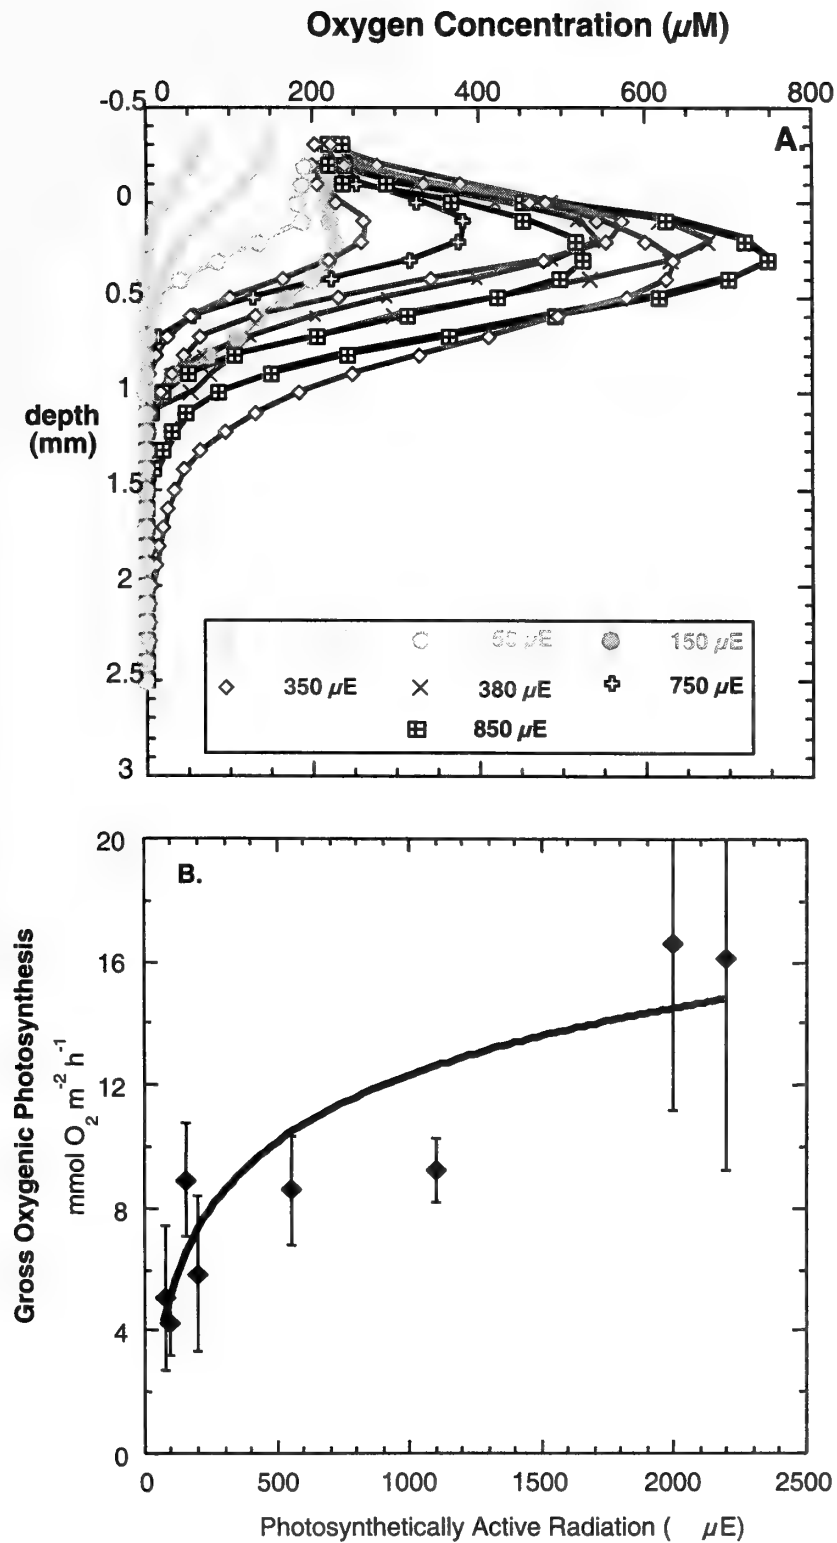 Oxygen Concentration (µM)
0 200 400 600 800
-0.5
A.
0
0.5
1
depth
(mm)
1.5
2
µE 150 µE
2.5
350 µE 380 µE 750 µE
850 µE
3
20
B.
16
12
8
4
0
Gross Oxygenic Photosynthesis
mmol O2 m-2 h-1
0 500 1000 1500 2000 2500
Photosynthetically Active Radiation ( µE)